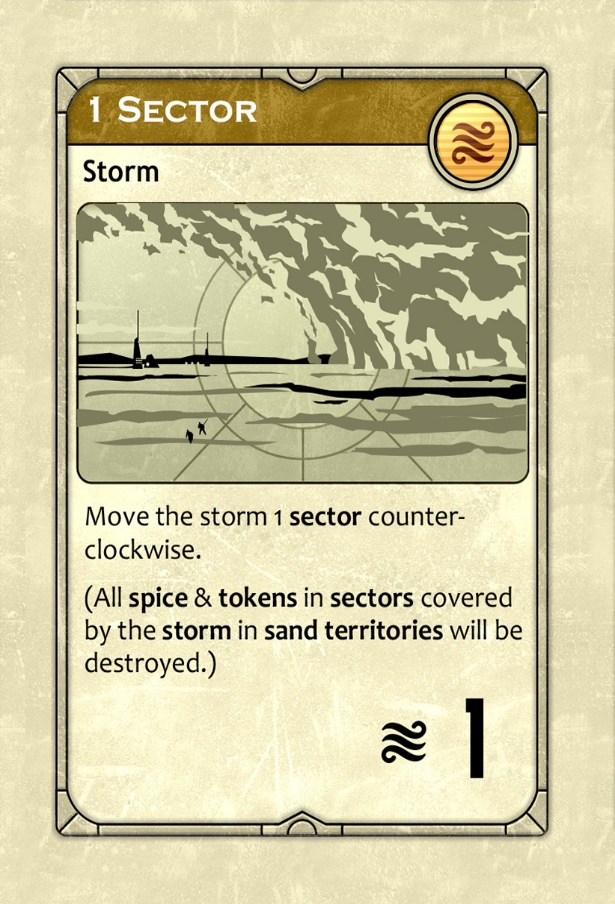 1 Sector
Storm
Move the storm 1 sector counter-
clockwise.
(All spice & tokens in sectors covered
by the storm in sand territories will be
destroyed.)
1